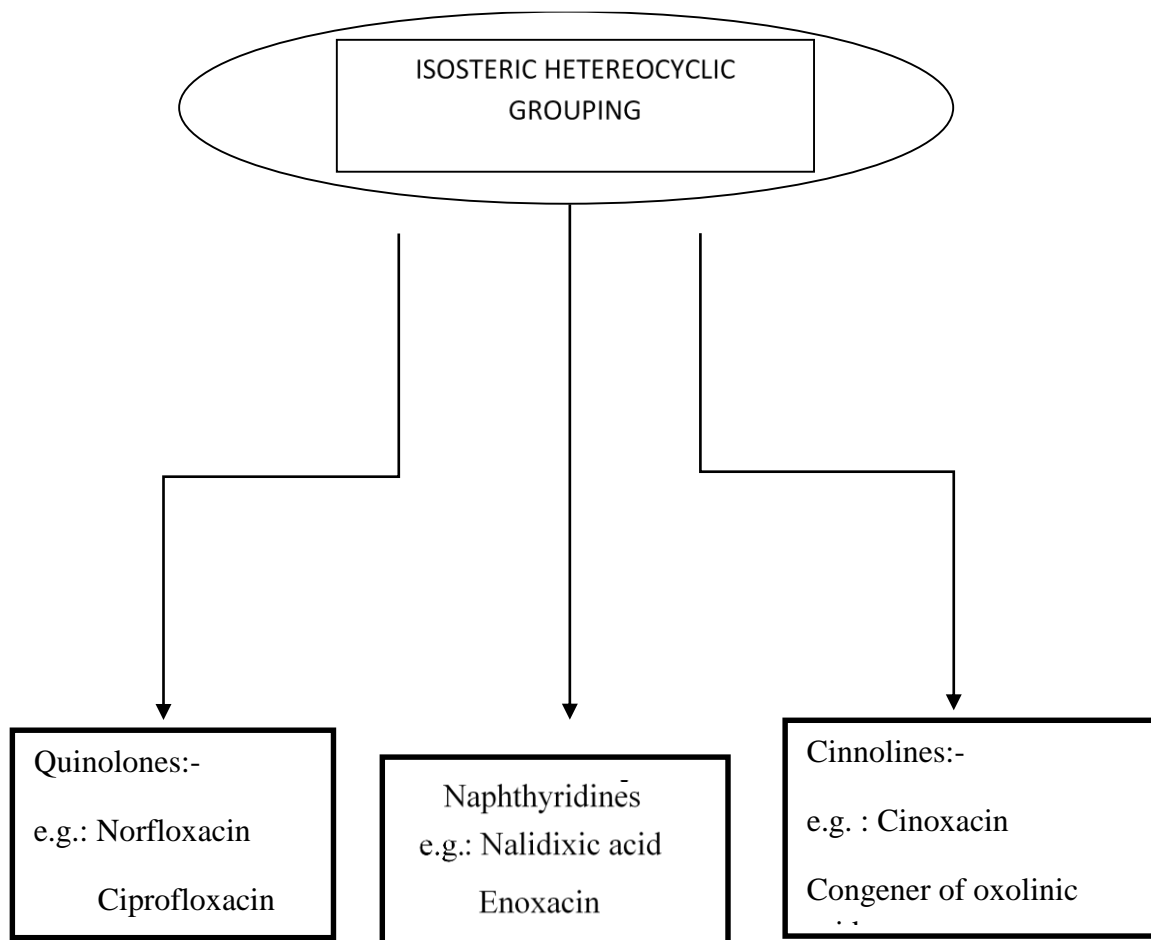 ISOSTERIC HETEREOCYCLIC
GROUPING
Quinolones:-
e.g.: Norfloxacin
Ciprofloxacin
Naphthyridines
e.g.: Nalidixic acid
Enoxacin
Cinnolines:-
e.g. : Cinoxacin
Congener of oxolinic